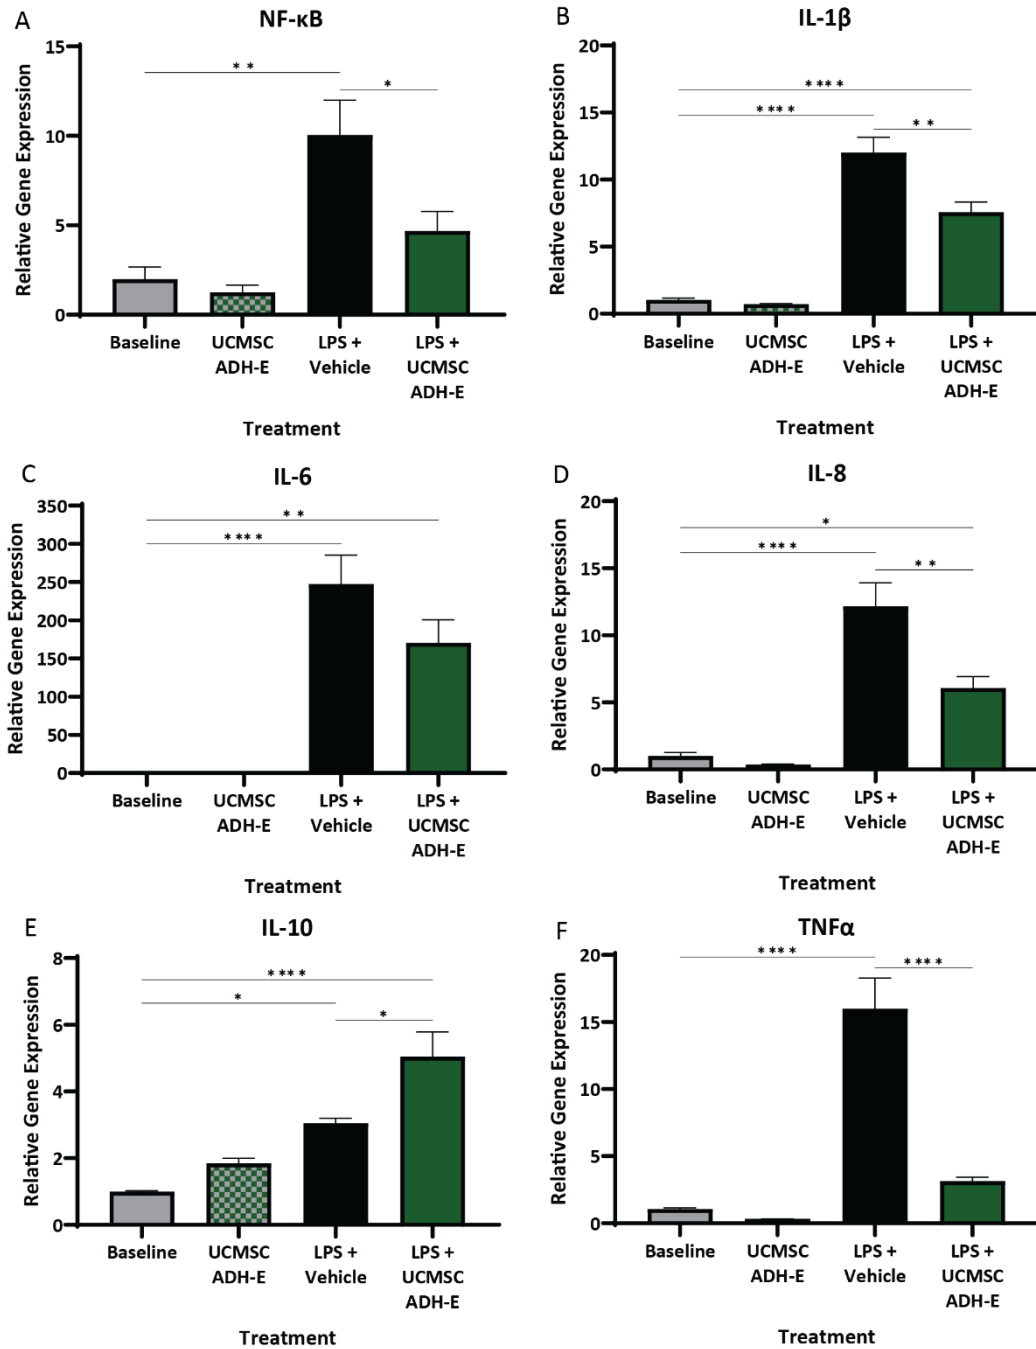 A
NF-κB
Relative Gene Expression
15
10
5
0
* *
*
Baseline
UCMSC
ADH-E
LPS +
Vehicle
LPS +
UCMSC
ADH-E
Treatment
B
IL-1β
Relative Gene Expression
20
15
10
5
0
****
****
* *
Baseline
UCMSC
ADH-E
LPS +
Vehicle
LPS +
UCMSC
ADH-E
Treatment
C
IL-6
Relative Gene Expression
350
300
250
200
150
100
50
0
* *
****
Baseline
UCMSC
ADH-E
LPS +
Vehicle
LPS +
UCMSC
ADH-E
Treatment
D
IL-8
Relative Gene Expression
20
15
10
5
0
*
****
* *
Baseline
UCMSC
ADH-E
LPS +
Vehicle
LPS +
UCMSC
ADH-E
Treatment
E
IL-10
Relative Gene Expression
8
6
4
2
0
****
*
*
Baseline
UCMSC
ADH-E
LPS +
Vehicle
LPS +
UCMSC
ADH-E
Treatment
F
TNFα
Relative Gene Expression
20
15
10
5
0
****
****
Baseline
UCMSC
ADH-E
LPS +
Vehicle
LPS +
UCMSC
ADH-E
Treatment